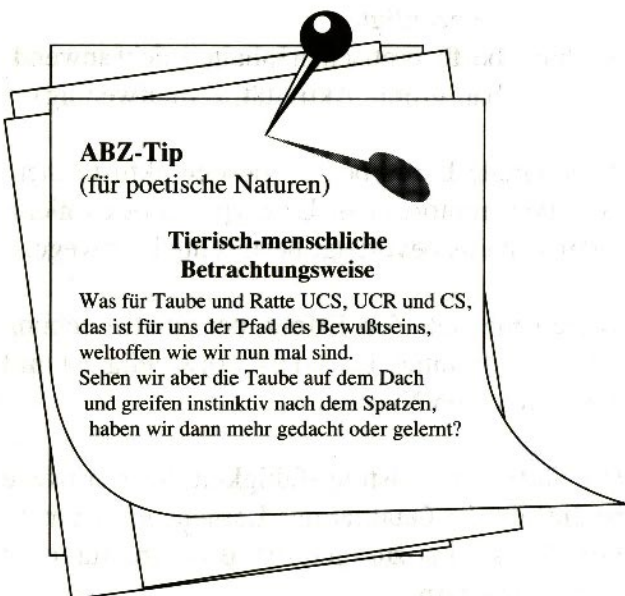 ABZ-Tip
(für poetische Naturen)
Tierisch-menschliche
Betrachtungsweise
Was für Taube und Ratte UCS, UCR und CS,
das ist für uns der Pfad des Bewußtseins,
weltoffen wie wir nun mal sind.
Sehen wir aber die Taube auf dem Dach
und greifen instinktiv nach dem Spatzen,
haben wir dann mehr gedacht oder gelernt?